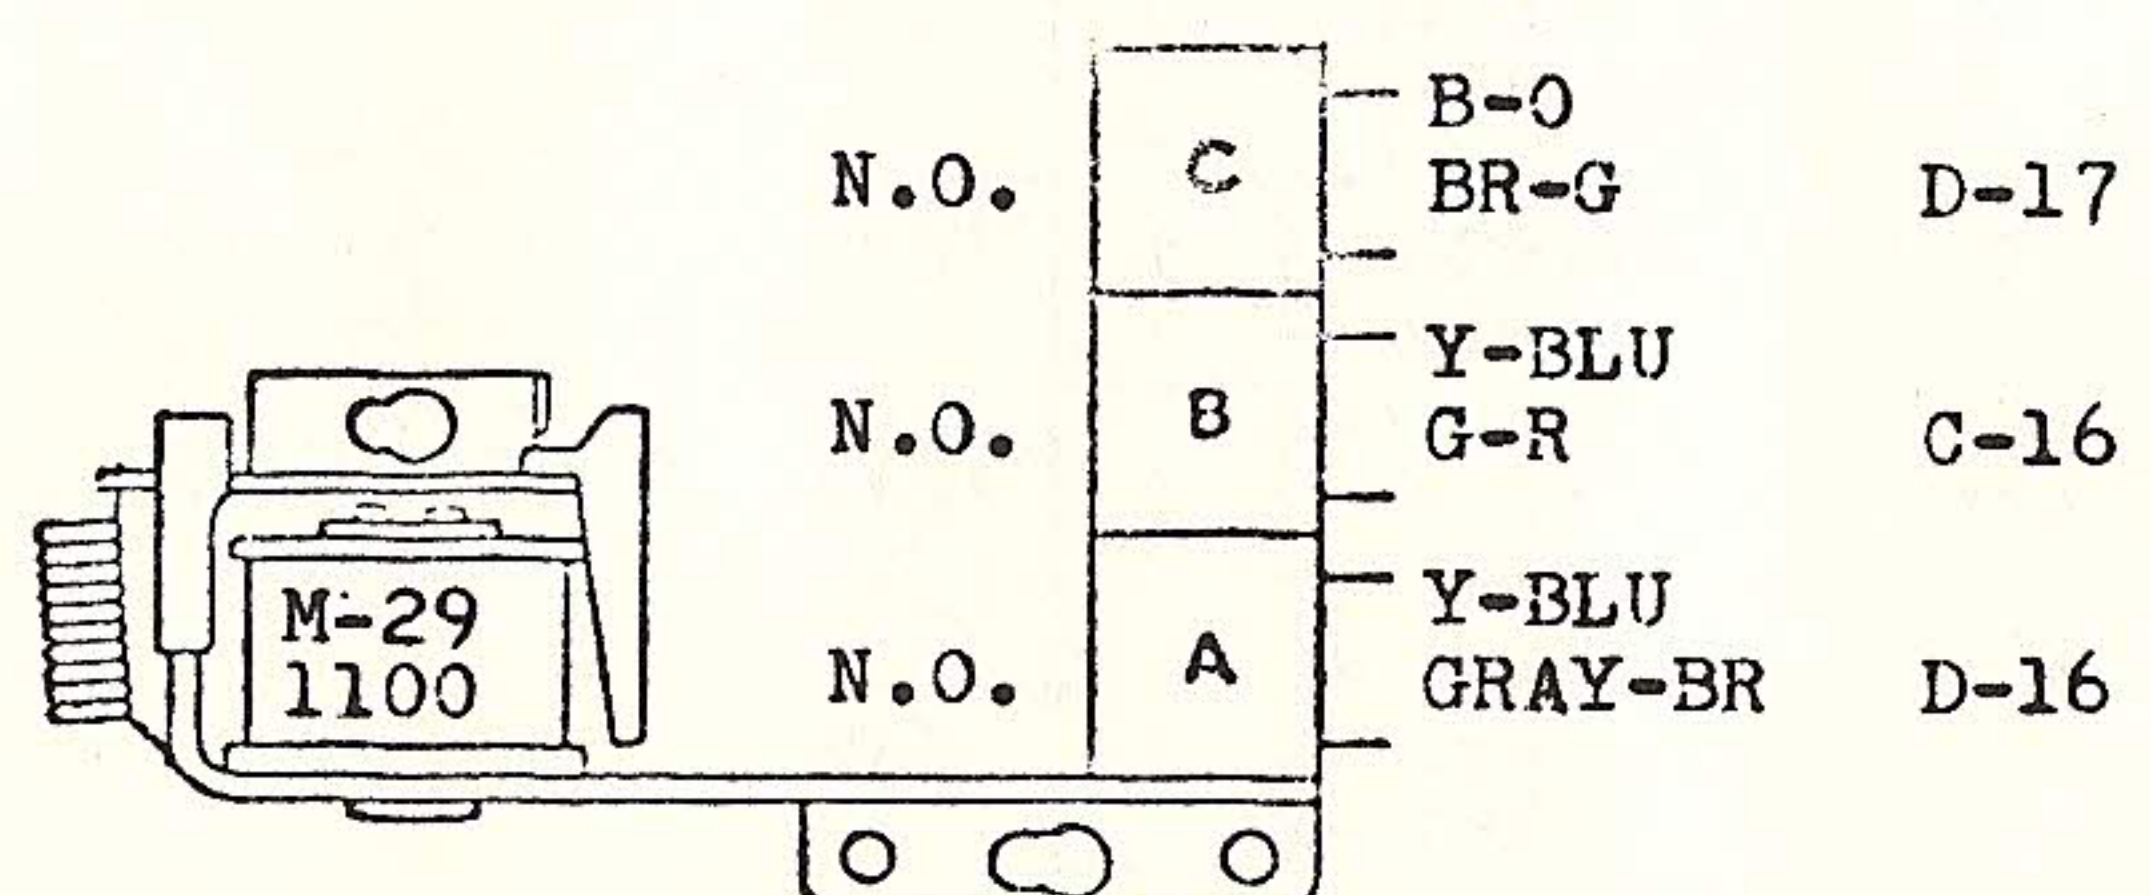 B-O
N.O. C BR-G D-17
Y-BLU
N.O. B G-R C-16
M-29
1100
Y-BLU
N.O. A GRAY-BR D-16